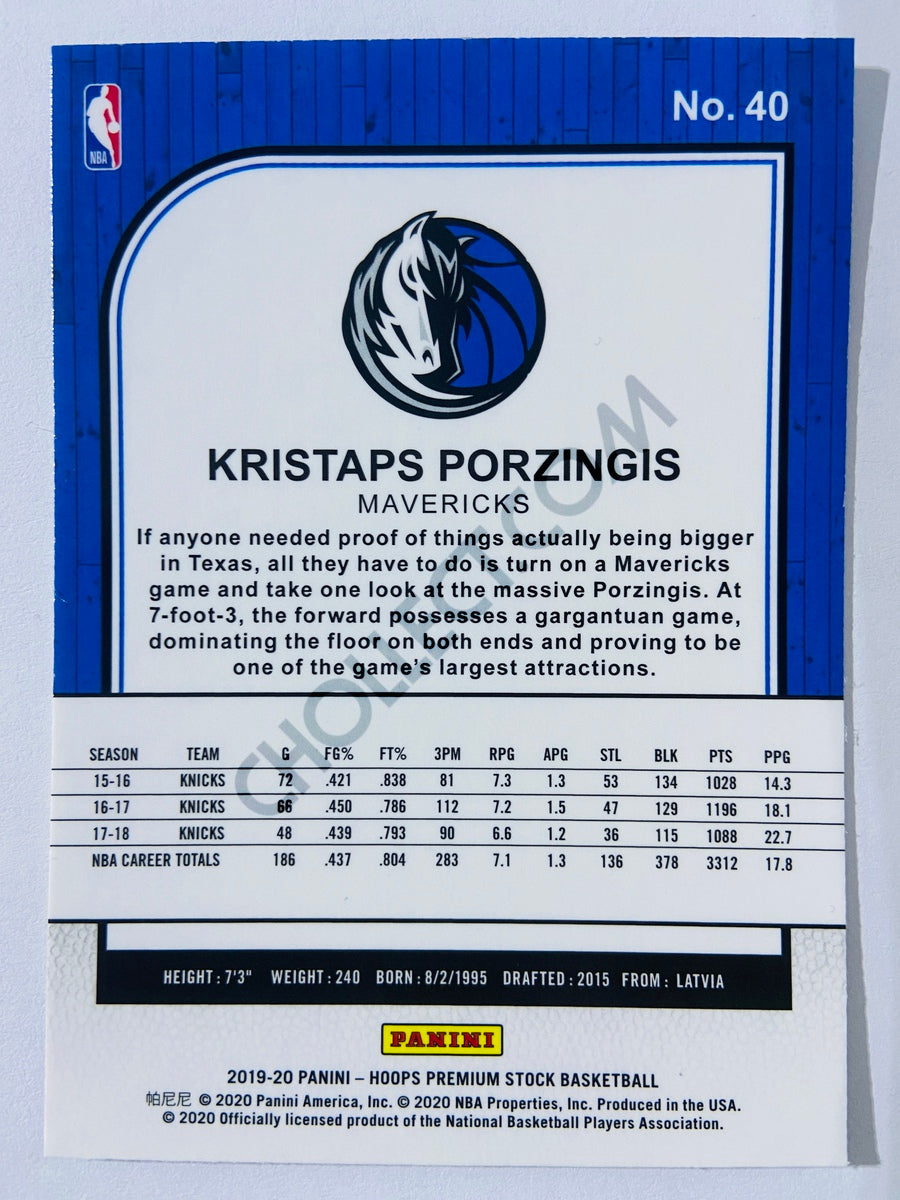 No. 40
NBA
KRISTAPS PORZINGIS
MAVERICKS
If anyone needed proof of things actually being bigger
in Texas, all they have to do is turn on a Mavericks
game and take one look at the massive Porzingis. At
7-foot-3, the forward possesses a gargantuan game,
dominating the floor on both ends and proving to be
one of the game's largest attractions.
CHOLLECT.COM
SEASON TEAM G FG% FT% 3PM RPG APG STL BLK PTS PPG
15-16 KNICKS 72 .421 .838 81 7.3 1.3 53 134 1028 14.3
16-17 KNICKS 66 .450 .786 112 7.2 1.5 47 129 1196 18.1
17-18 KNICKS 48 .439 .793 90 6.6 1.2 36 115 1088 22.7
NBA CAREER TOTALS 186 .437 .804 283 7.1 1.3 136 378 3312 17.8
HEIGHT: 7'3" WEIGHT: 240 BORN: 8/2/1995 DRAFTED: 2015 FROM: LATVIA
PANINI
2019-20 PANINI – HOOPS PREMIUM STOCK BASKETBALL
帕尼尼 © 2020 Panini America, Inc. © 2020 NBA Properties, Inc. Produced in the USA.
© 2020 Officially licensed product of the National Basketball Players Association.